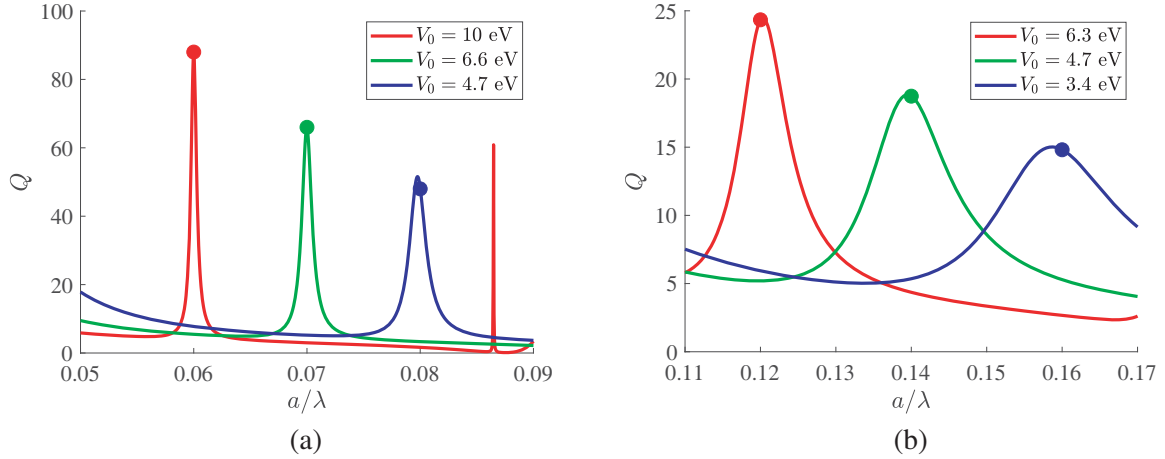 100
80
60
40
20
0
Q
V₀ = 10 eV
V₀ = 6.6 eV
V₀ = 4.7 eV
0.05 0.06 0.07 0.08 0.09
a/λ
(a)
25
20
15
10
5
0
Q
V₀ = 6.3 eV
V₀ = 4.7 eV
V₀ = 3.4 eV
0.11 0.12 0.13 0.14 0.15 0.16 0.17
a/λ
(b)